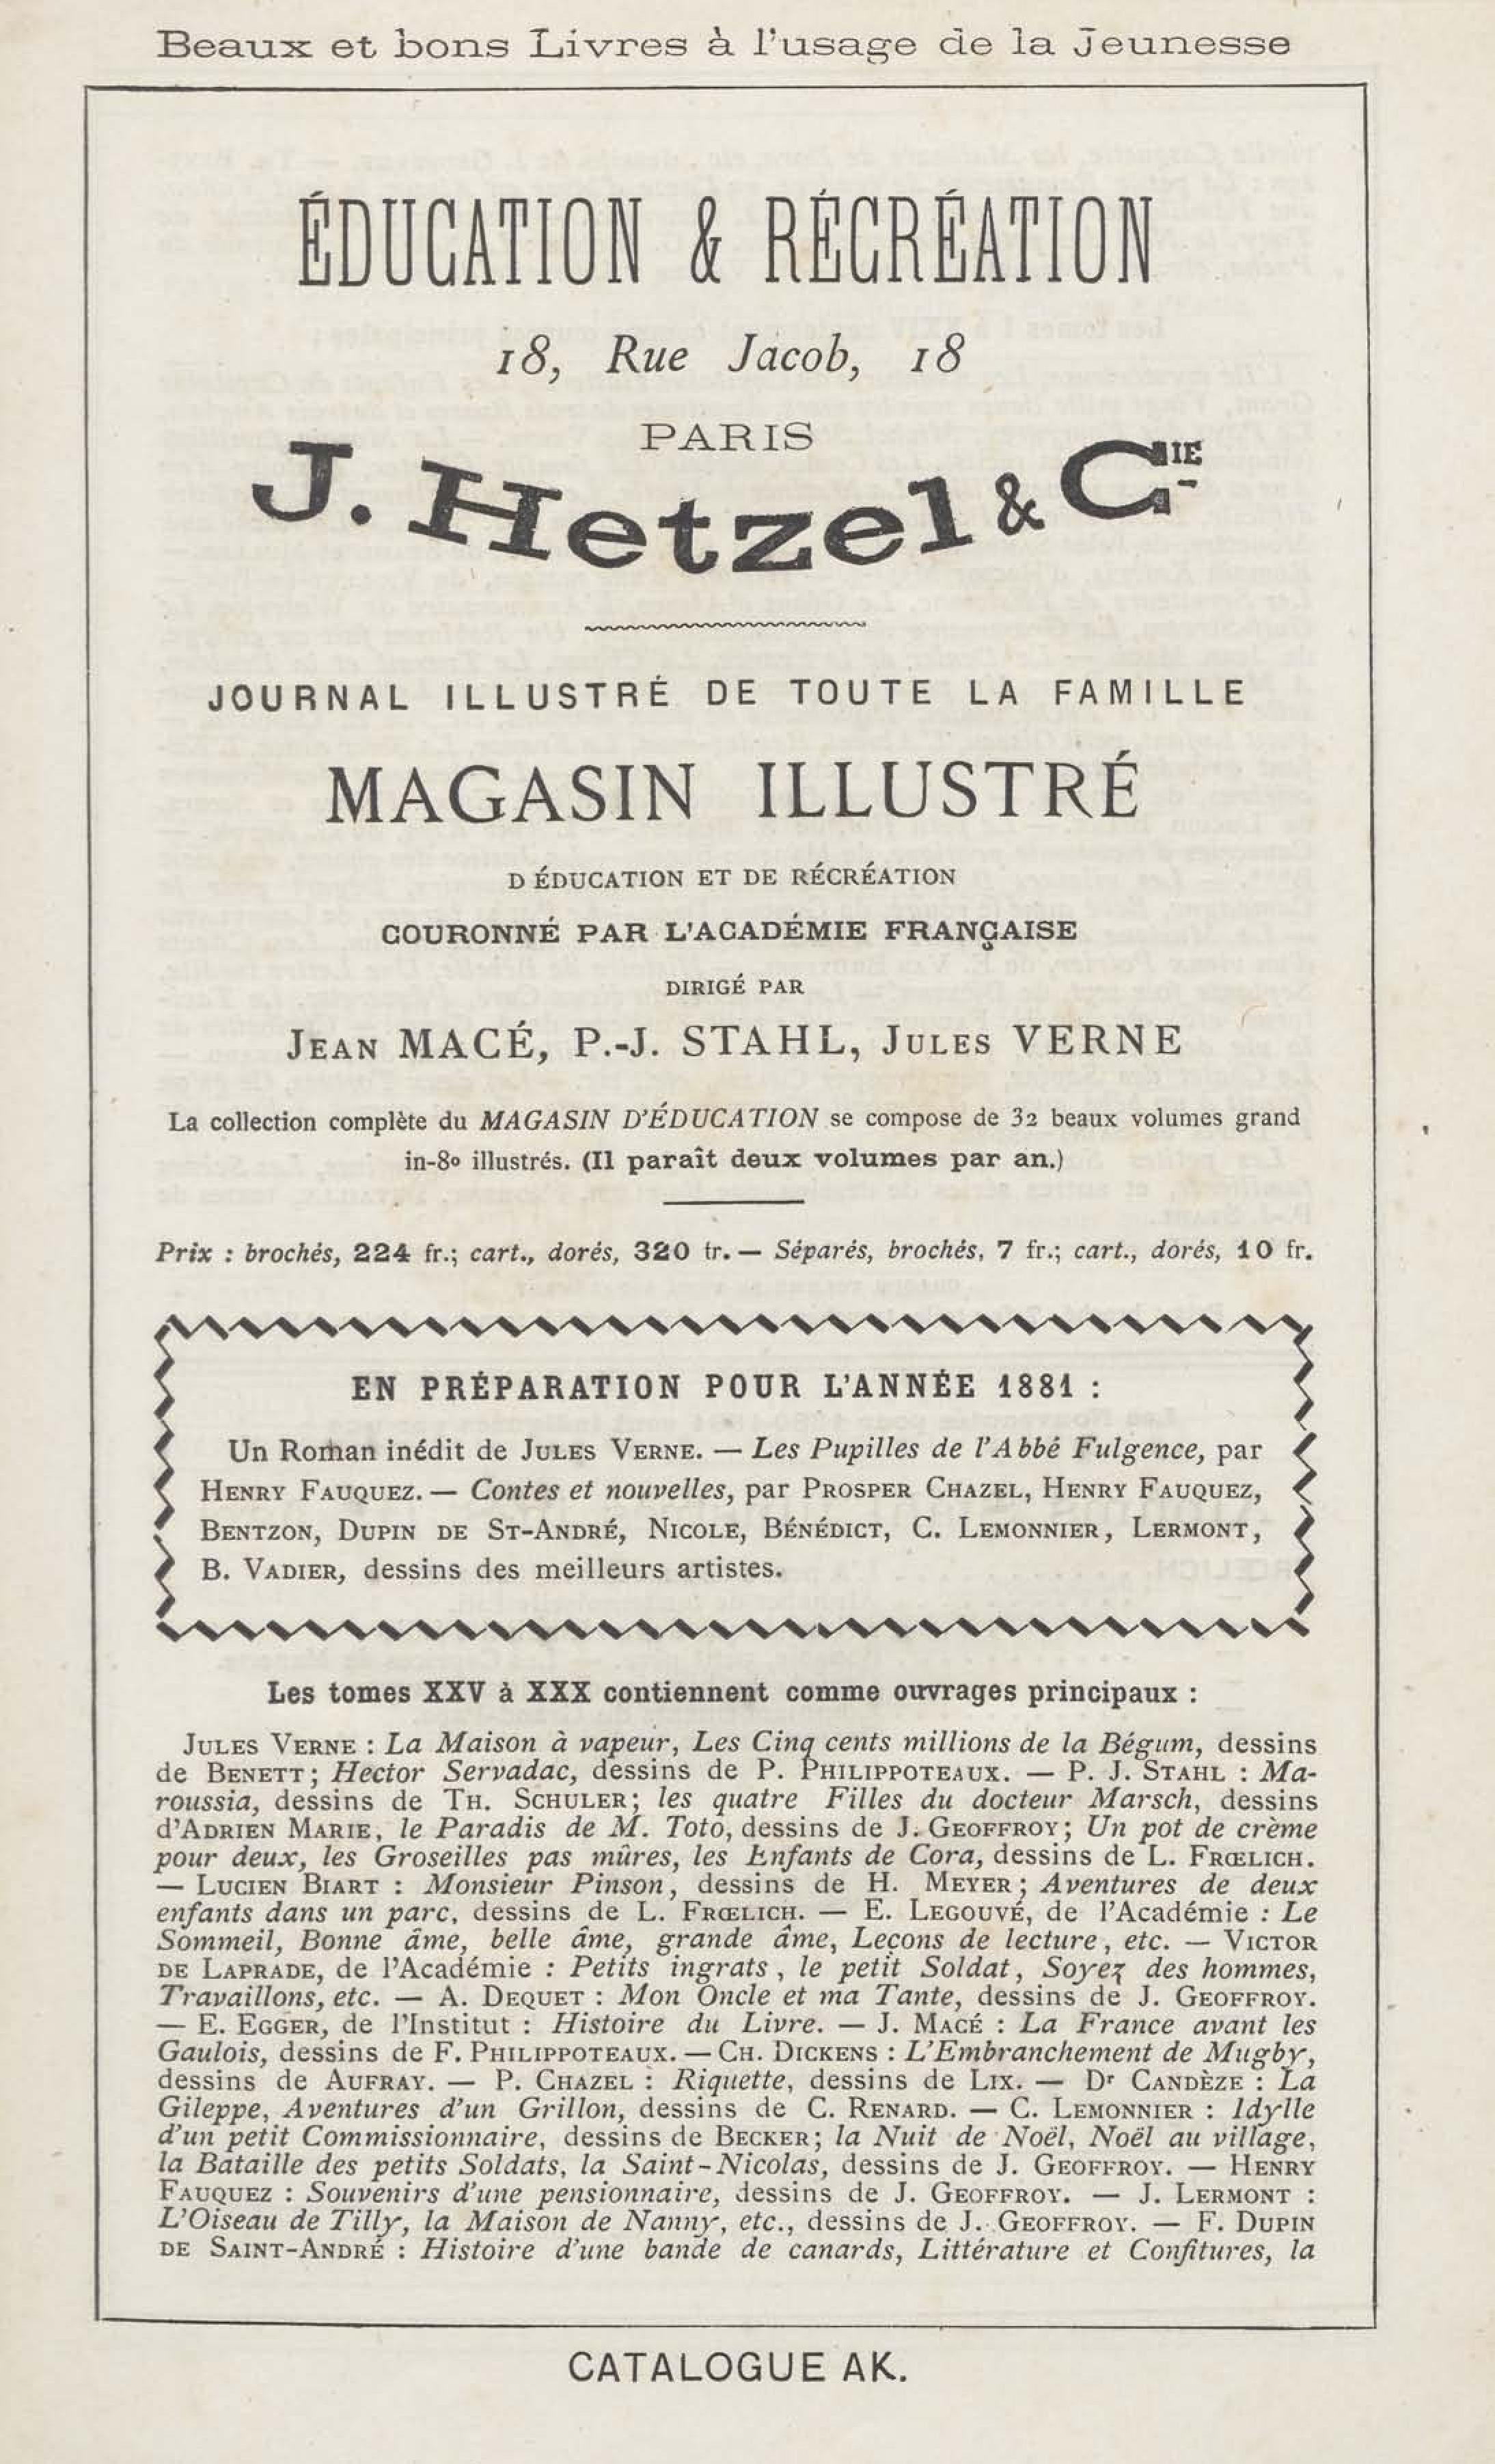 Beaux et bons Livres à l'usage de la Jeunesse
ÉDUCATION & RÉCRÉATION
18, Rue Jacob, 18
PARIS
J. Hetzel & CIE
JOURNAL ILLUSTRÉ DE TOUTE LA FAMILLE
MAGASIN ILLUSTRÉ
D ÉDUCATION ET DE RÉCRÉATION
COURONNÉ PAR L'ACADÉMIE FRANÇAISE
DIRIGÉ PAR
JEAN MACÉ, P.-J. STAHL, JULES VERNE
La collection complète du MAGASIN D'ÉDUCATION se compose de 32 beaux volumes grand
in-8o illustrés. (Il paraît deux volumes par an.)
Prix : brochés, 224 fr.; cart., dorés, 320 fr. — Séparés, brochés, 7 fr.; cart., dorés, 10 fr.
EN PRÉPARATION POUR L'ANNÉE 1881 :
Un Roman inédit de JULES VERNE. — Les Pupilles de l'Abbé Fulgence, par
HENRY FAUQUEZ. — Contes et nouvelles, par PROSPER CHAZEL, HENRY FAUQUEZ,
BENTZON, DUPIN DE ST-ANDRÉ, NICOLE, BÉNÉDICT, C. LEMONNIER, LERMONT,
B. VADIER, dessins des meilleurs artistes.
Les tomes XXV à XXX contiennent comme ouvrages principaux :
JULES VERNE : La Maison à vapeur, Les Cinq cents millions de la Bégum, dessins
de BENETT; Hector Servadac, dessins de P. PHILIPPOTEAUX. — P. J. STAHL : Ma-
roussia, dessins de TH. SCHULER; les quatre Filles du docteur Marsch, dessins
d'ADRIEN MARIE, le Paradis de M. Toto, dessins de J. GEOFFROY; Un pot de crème
pour deux, les Groseilles pas mûres, les Enfants de Cora, dessins de L. FRŒLICH.
— LUCIEN BIART : Monsieur Pinson, dessins de H. MEYER; Aventures de deux
enfants dans un parc, dessins de L. FRŒLICH. — E. LEGOUVÉ, de l'Académie : Le
Sommeil, Bonne âme, belle âme, grande âme, Leçons de lecture, etc. — VICTOR
DE LAPRADE, de l'Académie : Petits ingrats, le petit Soldat, Soyez des hommes,
Travaillons, etc. — A. DEQUET : Mon Oncle et ma Tante, dessins de J. GEOFFROY.
— E. EGGER, de l'Institut : Histoire du Livre. — J. MACÉ : La France avant les
Gaulois, dessins de F. PHILIPPOTEAUX. — CH. DICKENS : L'Embranchement de Mugby,
dessins de AUFRAY. — P. CHAZEL : Riquette, dessins de LIX. — Dr CANDÈZE : La
Gileppe, Aventures d'un Grillon, dessins de C. RENARD. — C. LEMONNIER : Idylle
d'un petit Commissionnaire, dessins de BECKER; la Nuit de Noël, Noël au village,
la Bataille des petits Soldats, la Saint-Nicolas, dessins de J. GEOFFROY. — HENRY
FAUQUEZ : Souvenirs d'une pensionnaire, dessins de J. GEOFFROY. — J. LERMONT :
L'Oiseau de Tilly, la Maison de Nanny, etc., dessins de J. GEOFFROY. — F. DUPIN
DE SAINT-ANDRÉ : Histoire d'une bande de canards, Littérature et Confitures, la
CATALOGUE AK.